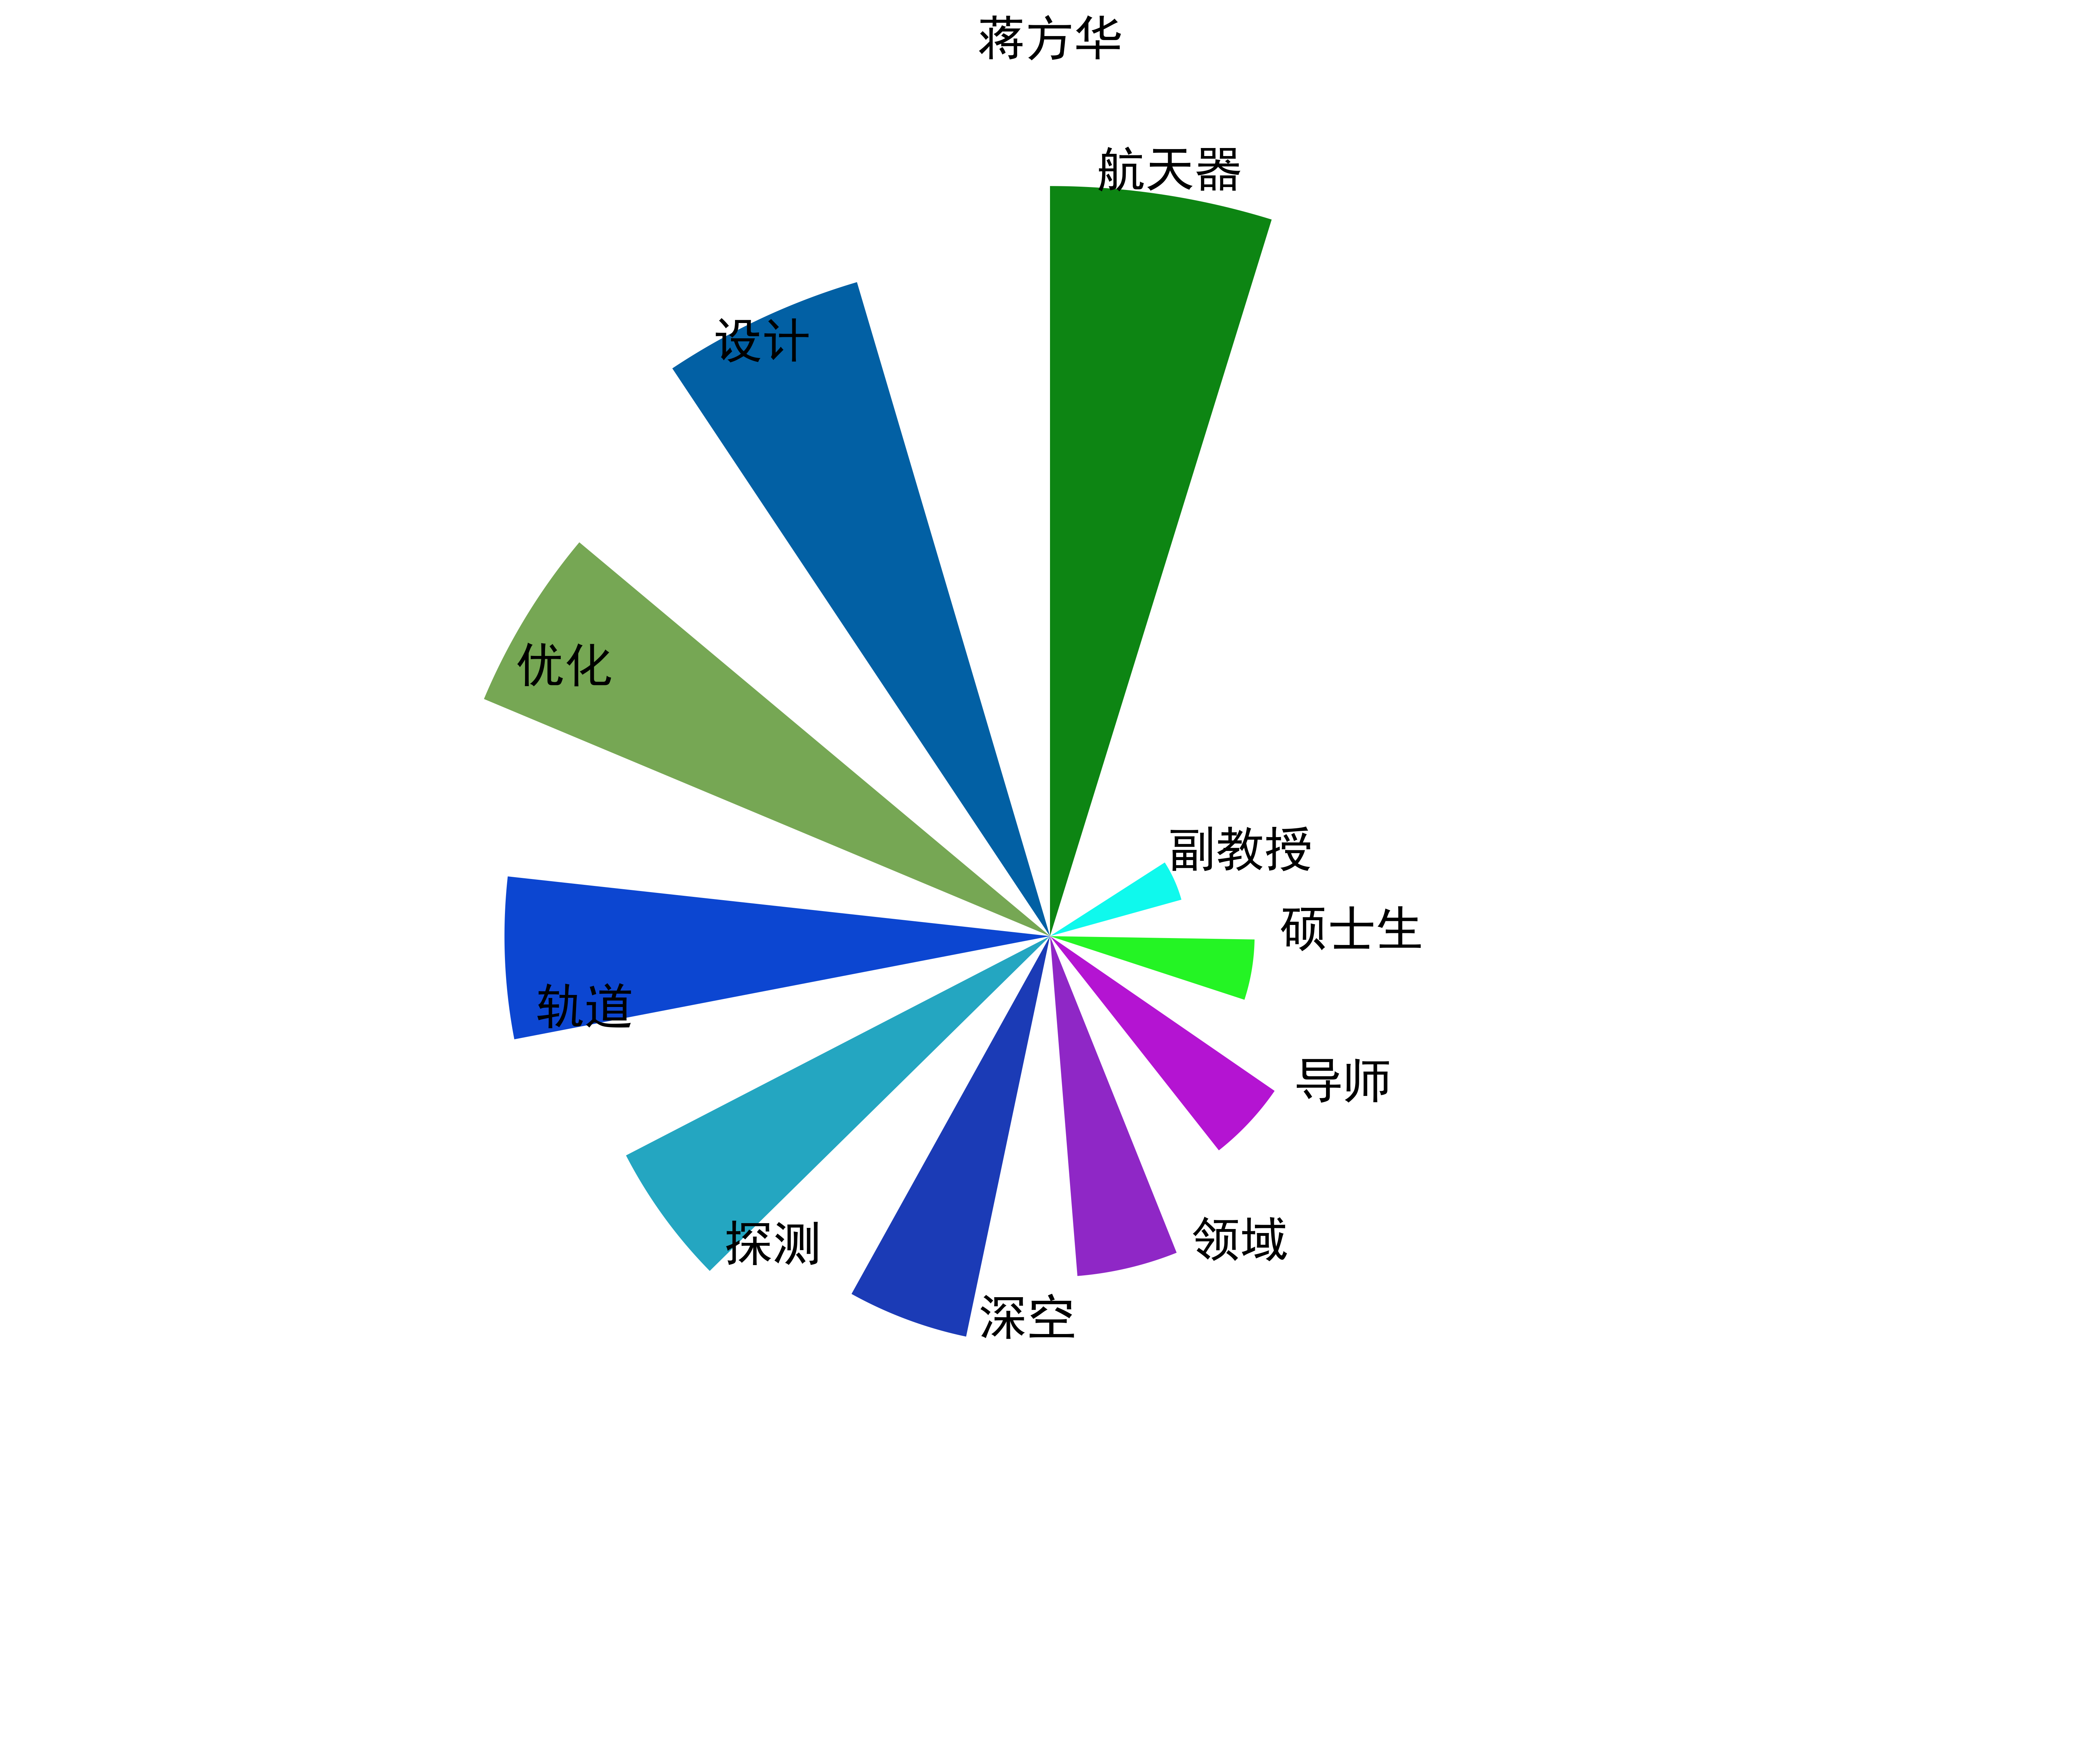 蒋方华
航天器
设计
优化
副教授
硕士生
轨道
导师
领域
探测
深空